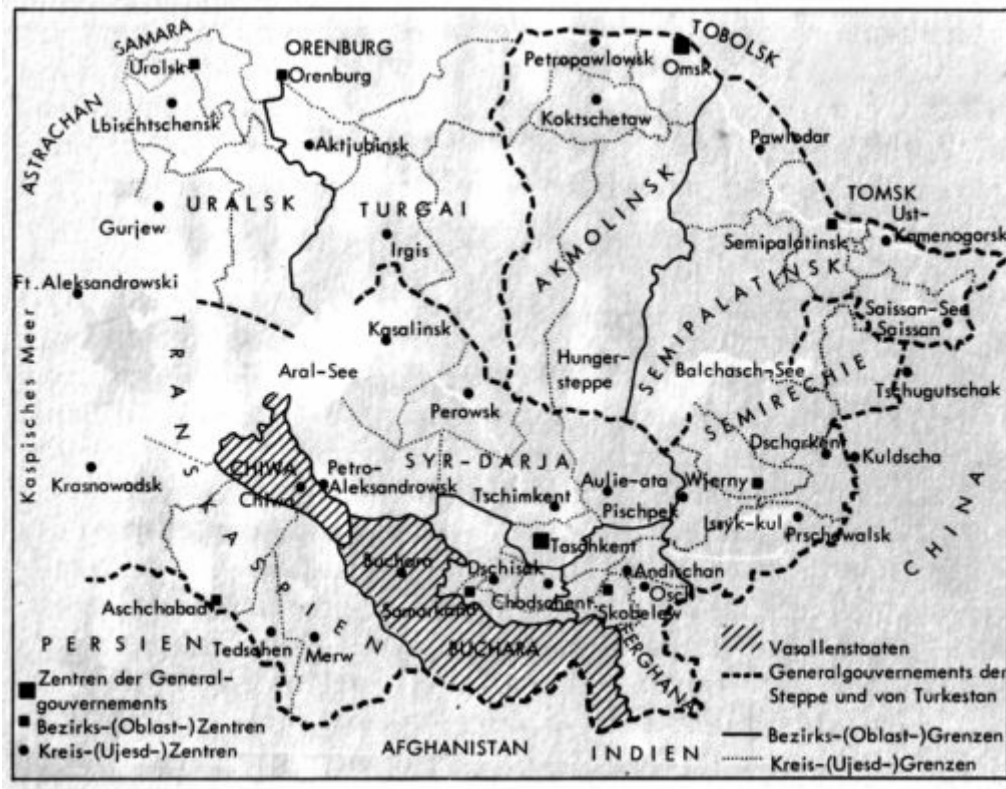 SAMARA
ORENBURG
TOBOLSK
Uralsk
Orenburg
Petropawlowsk
Omsk
ASTRACHAN
Lbischtschensk
Koktschetaw
Aktjubinsk
Pawlodar
URALSK
TURGAI
AKMOLINSK
TOMSK
Gurjew
Irgis
Semipalatinsk
Ust-
Kamenogorsk
Ft. Aleksandrowski
SEMIPALATINSK
Saissan-See
Saissan
Kasalinsk
Kaspisches Meer
TRANSKASPIEN
Aral-See
Hunger-
steppe
Balchasch-See
Tschugutschak
Perowsk
SEMIRECHIE
Dscharkent
Kuldscha
SYR-DARJA
CHIWA
Chiwa
Petro-
Aleksandrowsk
Krasnowodsk
Tschimkent
Aulie-ata
Pischpek
Wjerny
Issyk-kul
Prschewalsk
CHINA
Taschkent
Buchara
Dschisak
Andischan
Samarkand
Chodschent
Osch
Skobelew
Aschchabad
FERGHANA
PERSIEN
Tedschen
Merw
BUCHARA
AFGHANISTAN
INDIEN
Zentren der General-
gouvernements
Bezirks-(Oblast-)Zentren
Kreis-(Ujesd-)Zentren
Vasallenstaaten
Generalgouvernements der
Steppe und von Turkestan
Bezirks-(Oblast-)Grenzen
Kreis-(Ujesd-)Grenzen